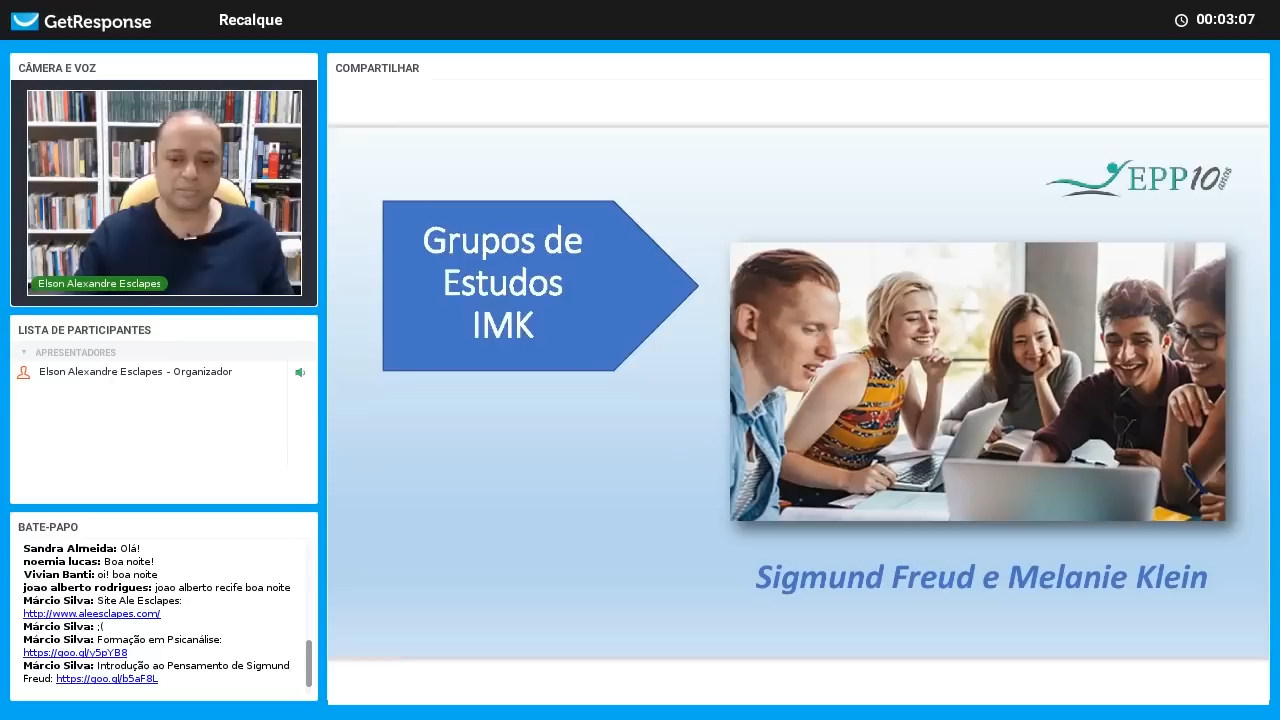 GetResponse
Recalque
00:03:07
CÂMERA E VOZ
Elson Alexandre Esclapes
LISTA DE PARTICIPANTES
APRESENTADORES
Elson Alexandre Esclapes - Organizador
BATE-PAPO
Sandra Almeida: Olá!
noemia lucas: Boa noite!
Vivian Banti: oi! boa noite
joao alberto rodrigues: joao alberto recife boa noite
Márcio Silva: Site Ale Esclapes:
http://www.aleesclapes.com/
Márcio Silva: ;(
Márcio Silva: Formação em Psicanálise:
https://goo.gl/v5pYB8
Márcio Silva: Introdução ao Pensamento de Sigmund
Freud: https://goo.gl/b5aF8L
COMPARTILHAR
EPP10 anos
Grupos de
Estudos
IMK
Sigmund Freud e Melanie Klein